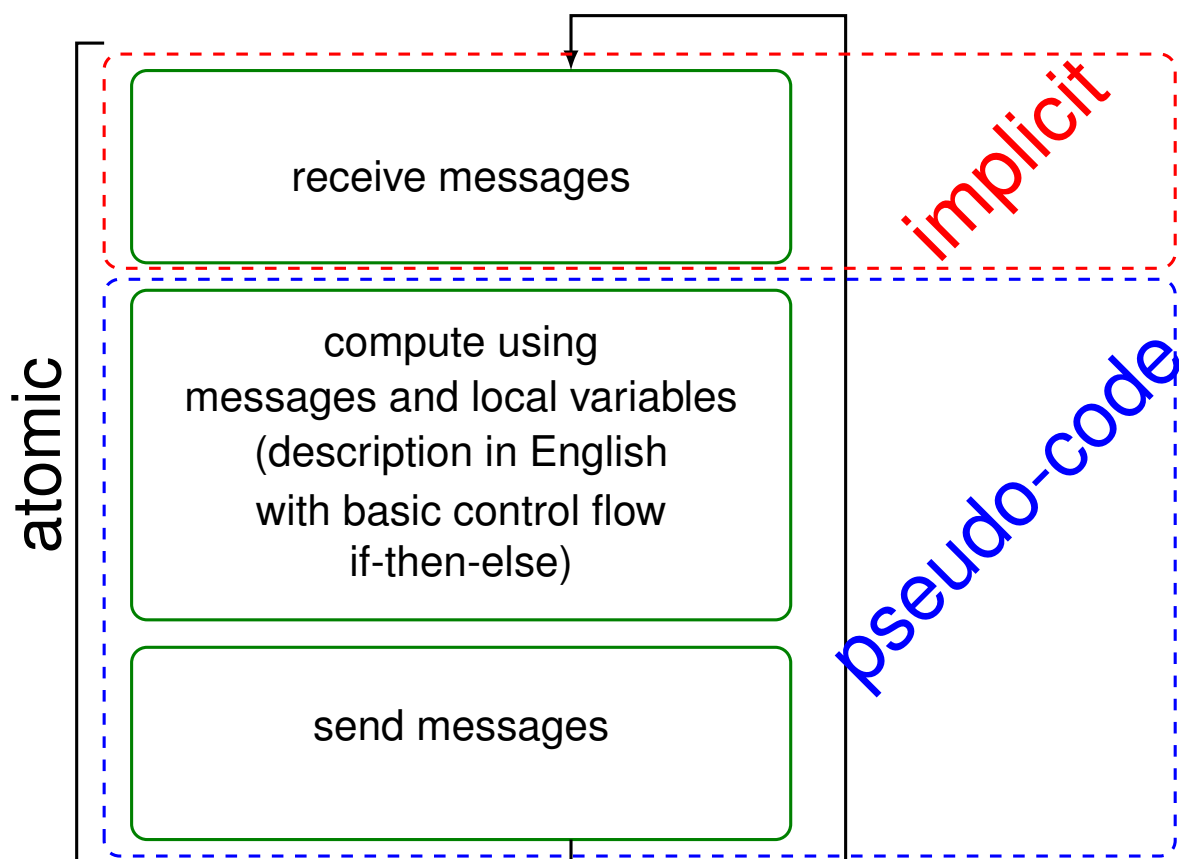 atomic
receive messages
implicit
compute using
messages and local variables
(description in English
with basic control flow
if-then-else)
pseudo-code
send messages